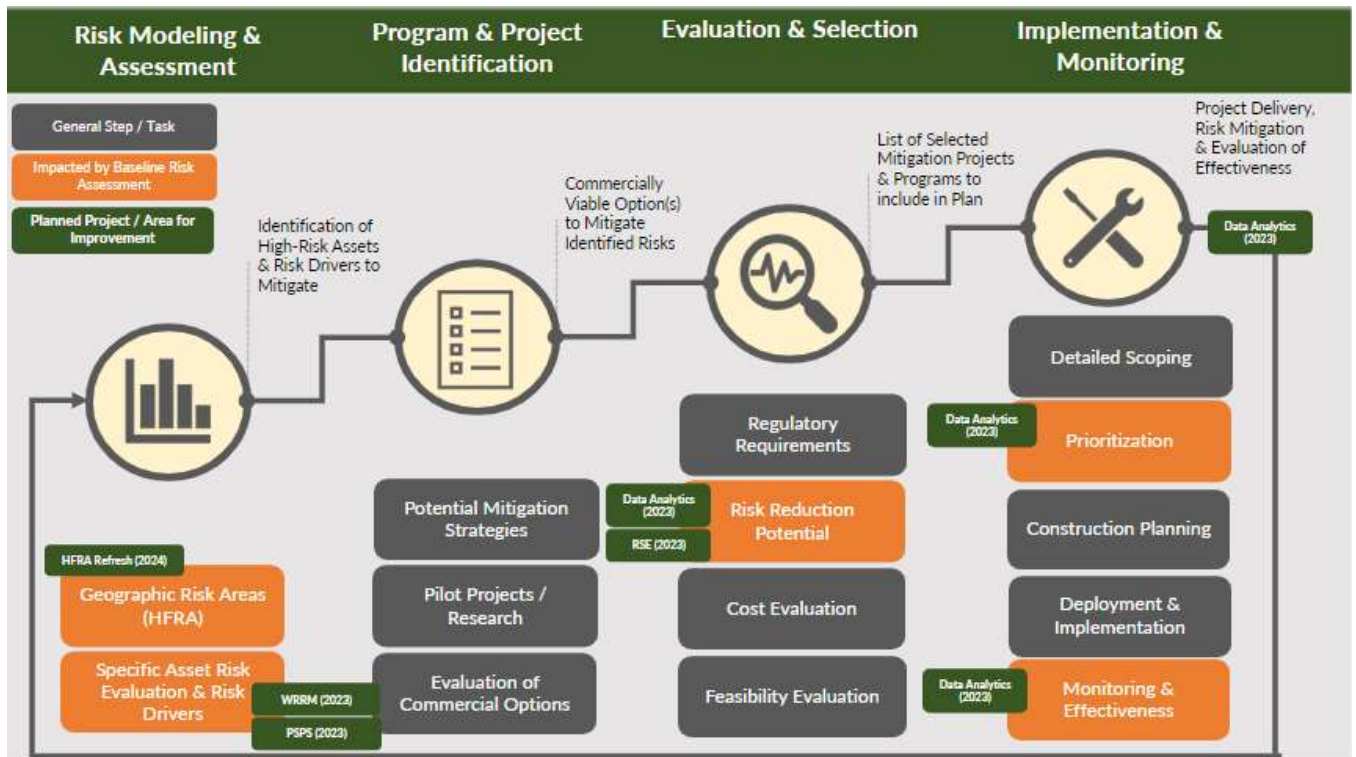 Risk Modeling &
Assessment
Program & Project
Identification
Evaluation & Selection
Implementation &
Monitoring
General Step / Task
Impacted by Baseline Risk
Assessment
Planned Project / Area for
Improvement
Identification of
High-Risk Assets
& Risk Drivers to
Mitigate
Commercially
Viable Option(s)
to Mitigate
Identified Risks
List of Selected
Mitigation Projects
& Programs to
include in Plan
Project Delivery,
Risk Mitigation
& Evaluation of
Effectiveness
Data Analytics
(2023)
HFRA Refresh (2024)
Geographic Risk Areas
(HFRA)
Specific Asset Risk
Evaluation & Risk
Drivers
WRRM (2023)
PSPS (2023)
Potential Mitigation
Strategies
Pilot Projects /
Research
Evaluation of
Commercial Options
Regulatory
Requirements
Data Analytics
(2023)
RSE (2023)
Risk Reduction
Potential
Cost Evaluation
Feasibility Evaluation
Detailed Scoping
Data Analytics
(2023)
Prioritization
Construction Planning
Deployment &
Implementation
Data Analytics
(2023)
Monitoring &
Effectiveness